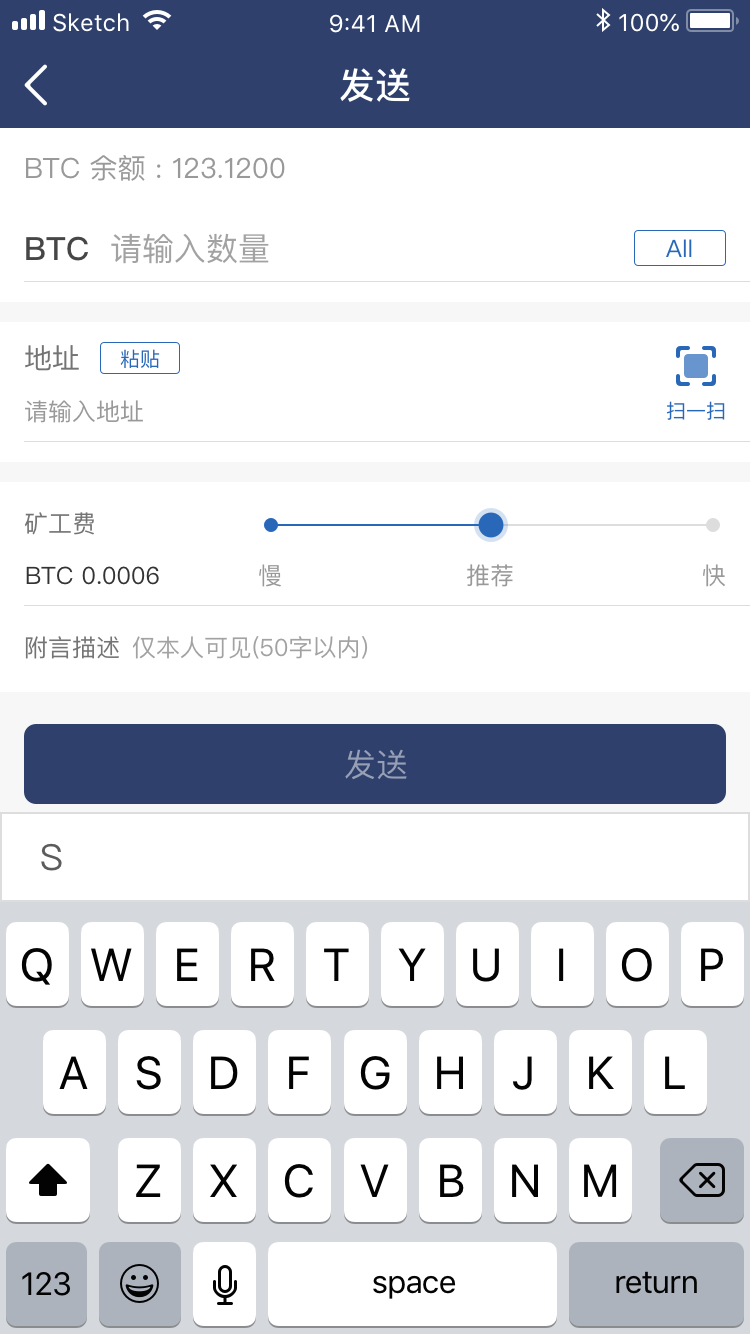 Sketch 9:41 AM 100%
发送
BTC 余额：123.1200
BTC 请输入数量 All
地址 粘贴
请输入地址 扫一扫
矿工费
BTC 0.0006 慢 推荐 快
附言描述 仅本人可见(50字以内)
发送
S
Q W E R T Y U I O P
A S D F G H J K L
Z X C V B N M
123 space return